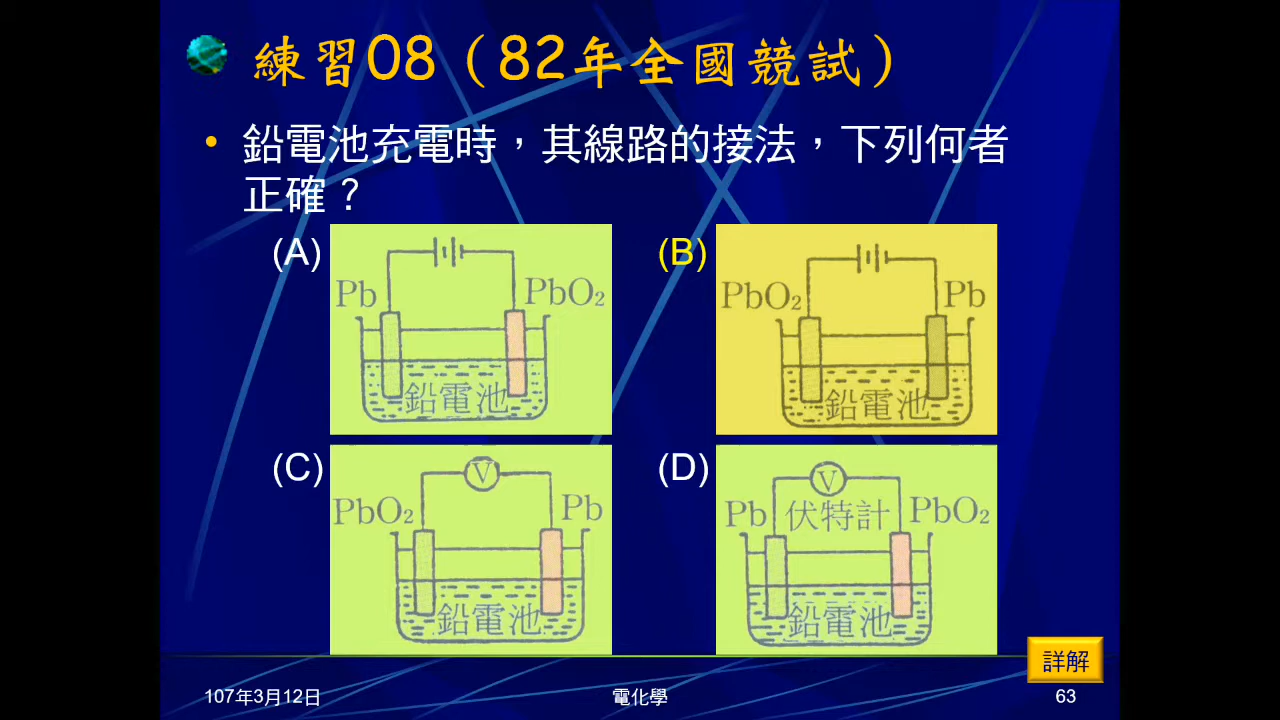 練習08（82年全國競試）
• 鉛電池充電時，其線路的接法，下列何者
正確？
(A)
Pb
PbO₂
鉛電池
(B)
PbO₂
Pb
鉛電池
(C)
V
PbO₂
Pb
鉛電池
(D)
V
Pb
伏特計
PbO₂
鉛電池
詳解
107年3月12日
電化學
63